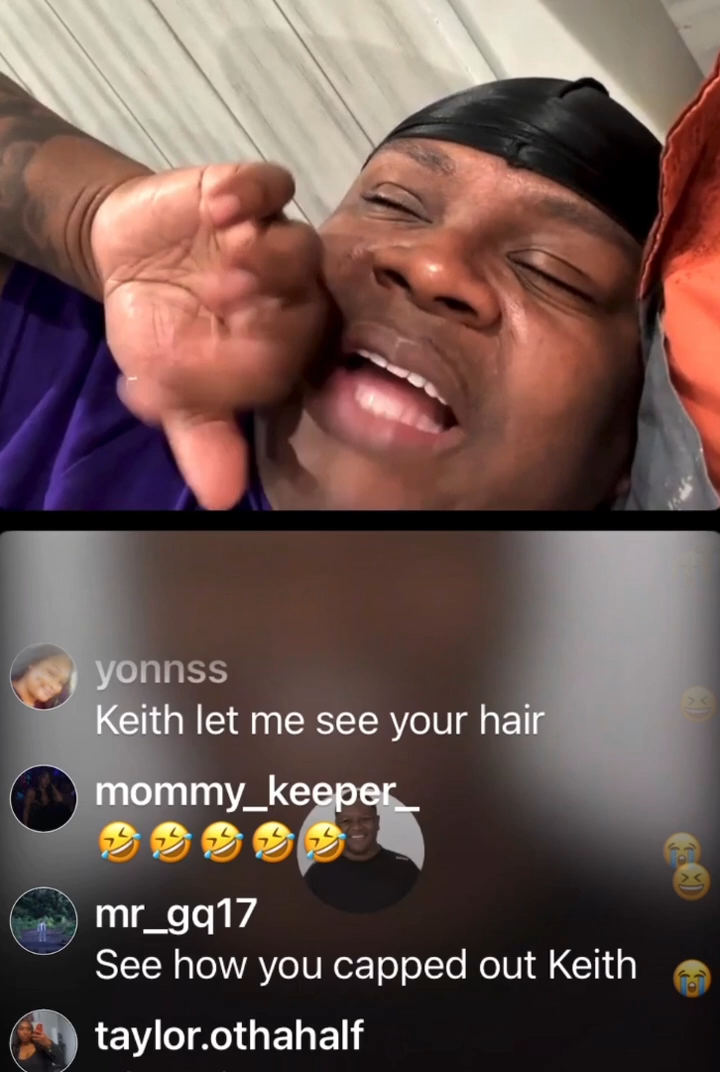 yonnss
Keith let me see your hair
mommy_keeper_
🤣🤣🤣🤣🤣
mr_gq17
See how you capped out Keith
taylor.othahalf